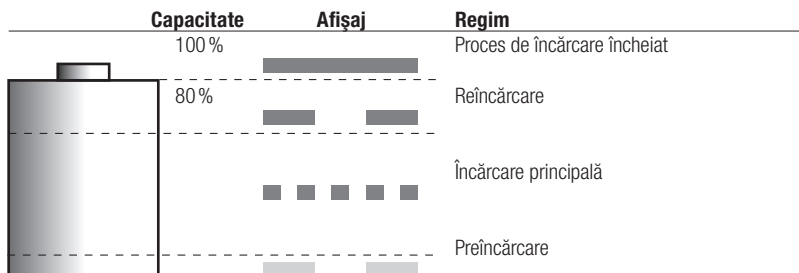 Capacitate Afişaj Regim
100 % Proces de încărcare încheiat
80 % Reîncărcare
Încărcare principală
Preîncărcare